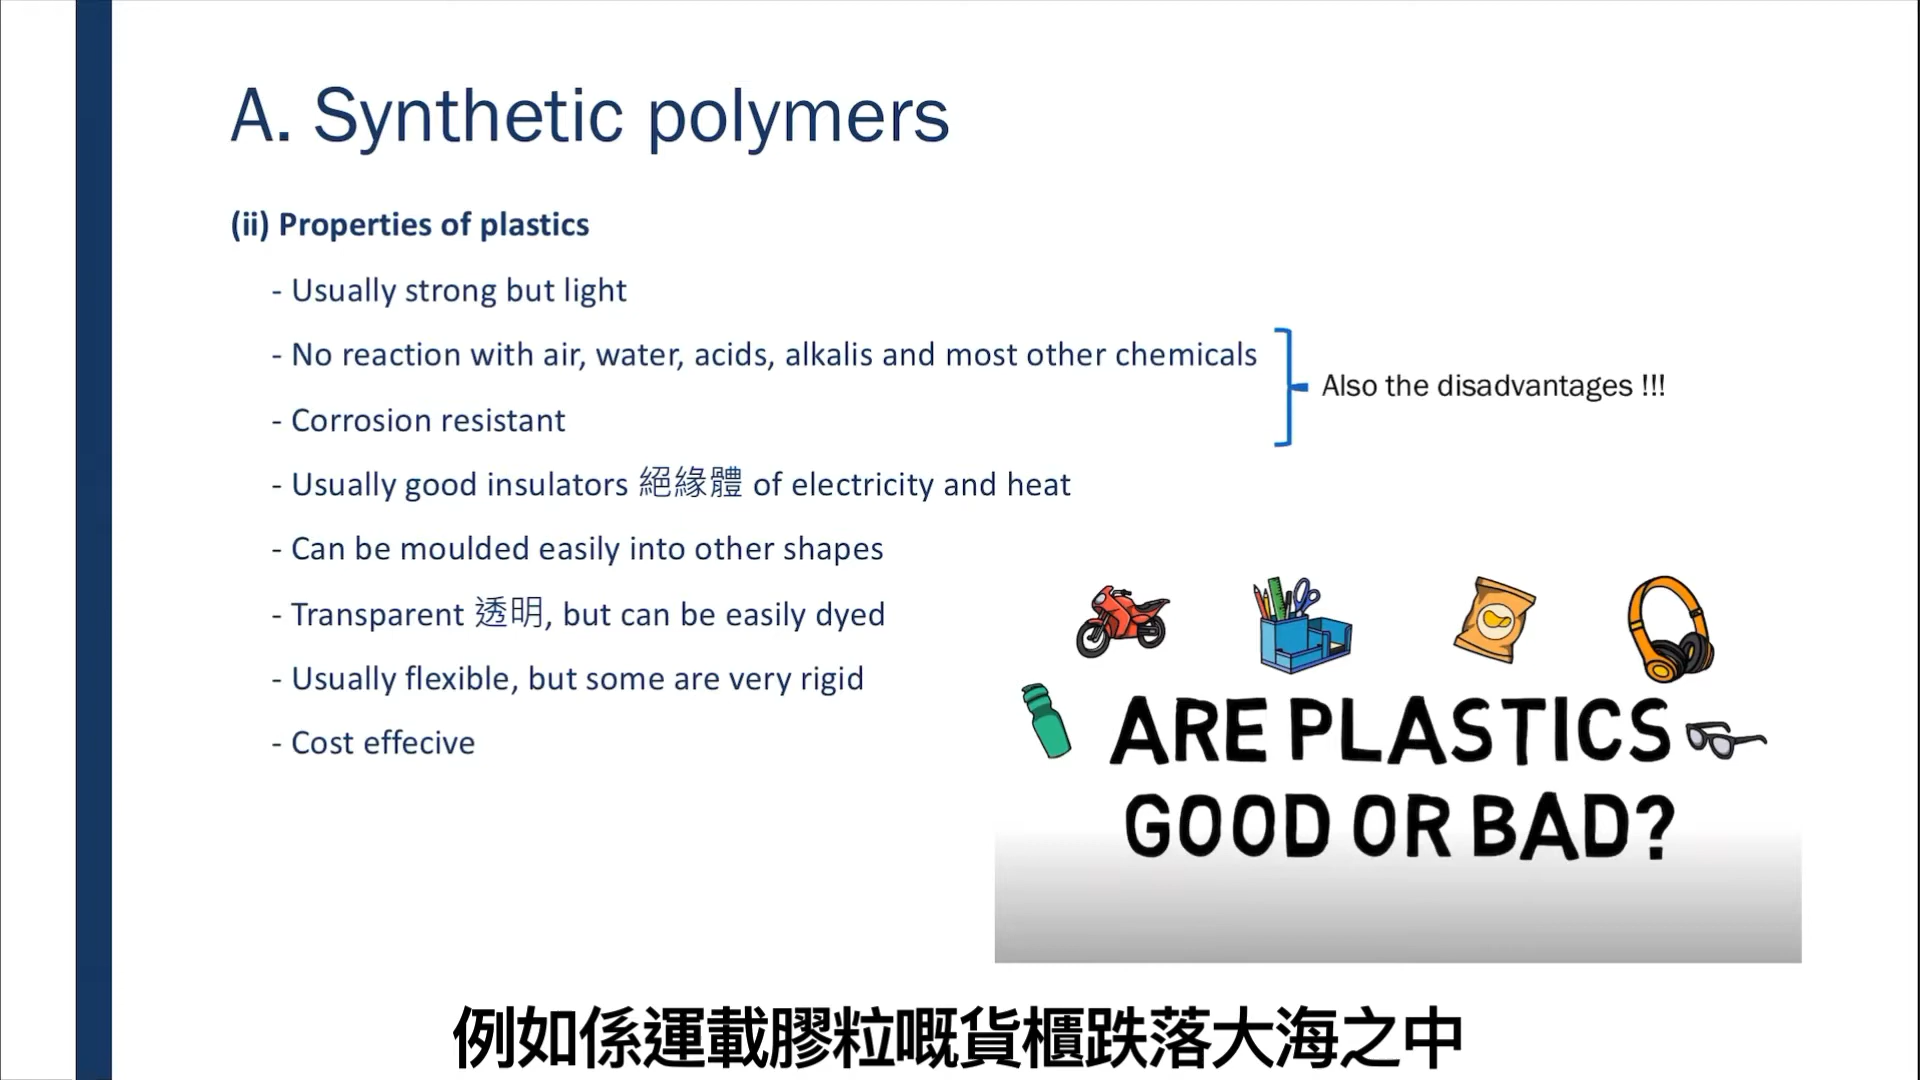 A. Synthetic polymers
(ii) Properties of plastics
- Usually strong but light
- No reaction with air, water, acids, alkalis and most other chemicals
- Corrosion resistant
Also the disadvantages !!!
- Usually good insulators 絕緣體 of electricity and heat
- Can be moulded easily into other shapes
- Transparent 透明, but can be easily dyed
- Usually flexible, but some are very rigid
- Cost effecive
ARE PLASTICS
GOOD OR BAD?
例如係運載膠粒嘅貨櫃跌落大海之中